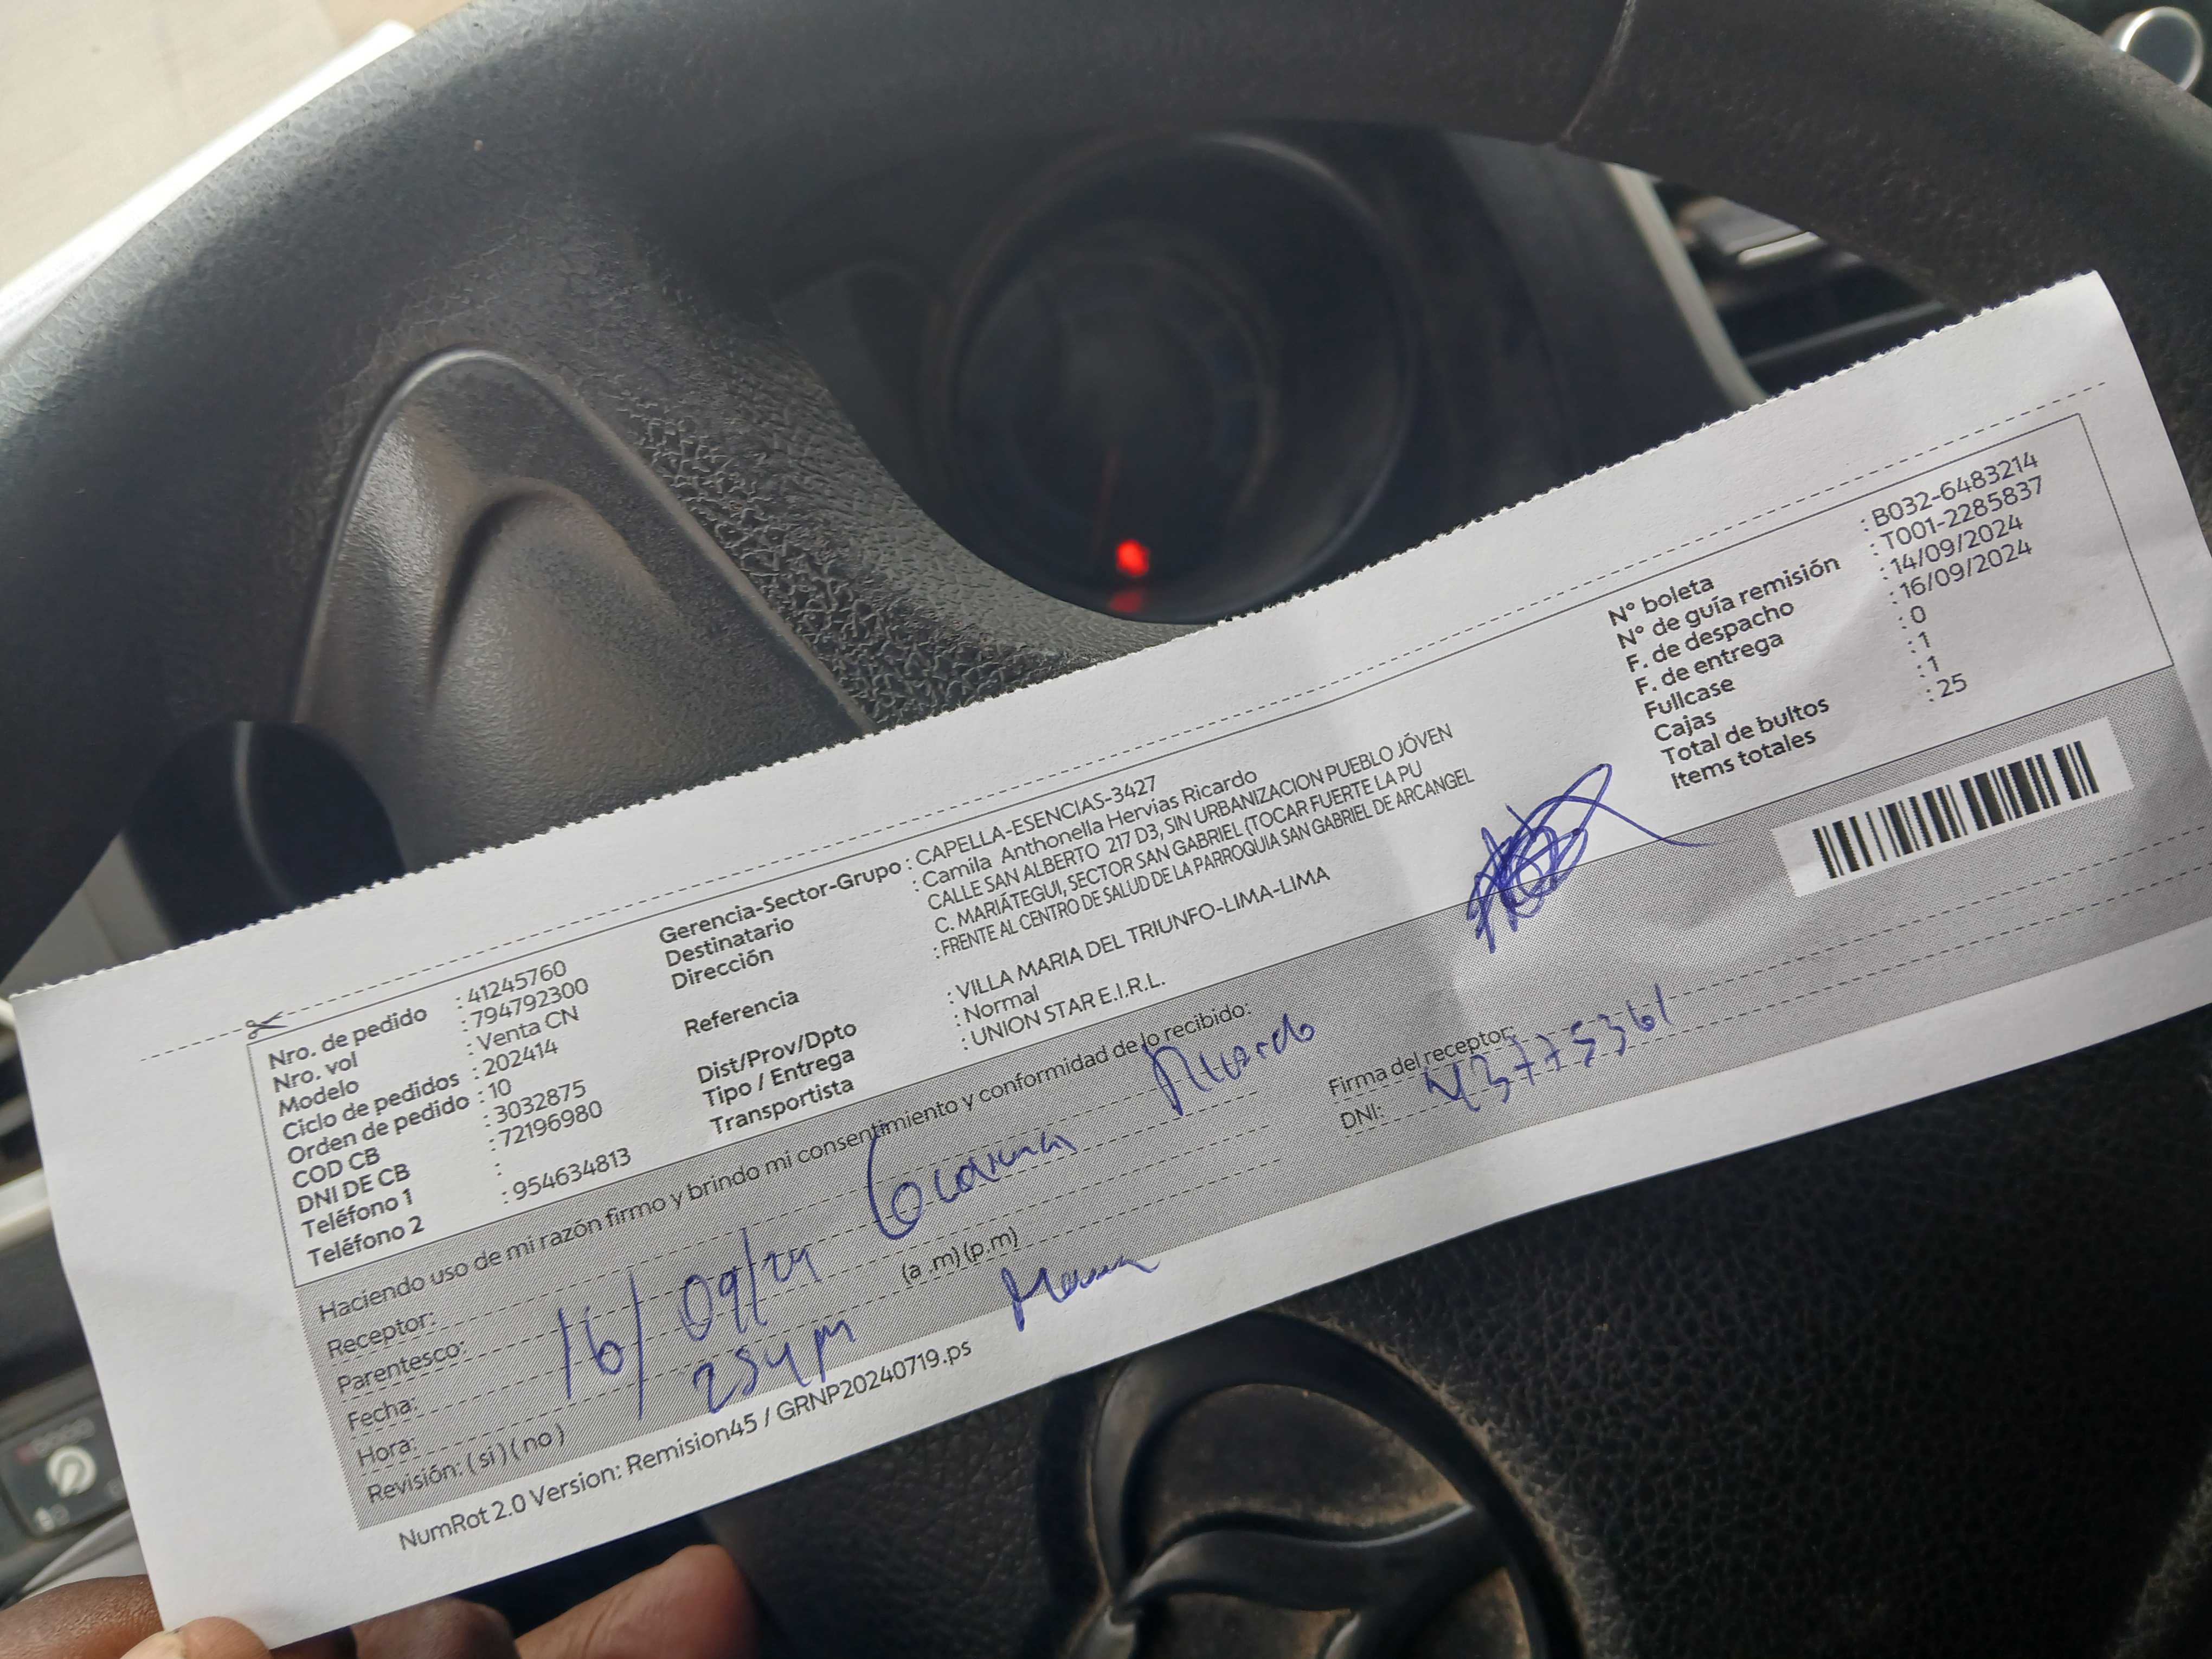 Nro. de pedido : 41245760
Nro. vol : 794792300
Modelo : Venta CN
Ciclo de pedidos : 202414
Orden de pedido : 10
COD CB : 3032875
DNI DE CB : 72196980
Teléfono 1 :
Teléfono 2 : 954634813
Gerencia-Sector-Grupo : CAPELLA-ESENCIAS-3427
Destinatario : Camila Anthonella Hervias Ricardo
Dirección : CALLE SAN ALBERTO 217 D3, SIN URBANIZACION PUEBLO JÓVEN
C. MARIÁTEGUI, SECTOR SAN GABRIEL (TOCAR FUERTE LA PU
Referencia : FRENTE AL CENTRO DE SALUD DE LA PARROQUIA SAN GABRIEL DE ARCANGEL
Dist/Prov/Dpto : VILLA MARIA DEL TRIUNFO-LIMA-LIMA
Tipo / Entrega : Normal
Transportista : UNION STAR E.I.R.L.
N° boleta : B032-6483214
N° de guía remisión : T001-2285837
F. de despacho : 14/09/2024
F. de entrega : 16/09/2024
Fullcase : 0
Cajas : 1
Total de bultos : 1
Items totales : 25
Haciendo uso de mi razón firmo y brindo mi consentimiento y conformidad de lo recibido:
Receptor: Ricardo
Parentesco:
Fecha: 16/09/24
Hora: 254 pm (a .m) (p.m)
Revisión: ( si ) ( no )
Firma del receptor:
DNI: 43775361
NumRot 2.0 Version: Remision45 / GRNP20240719.ps